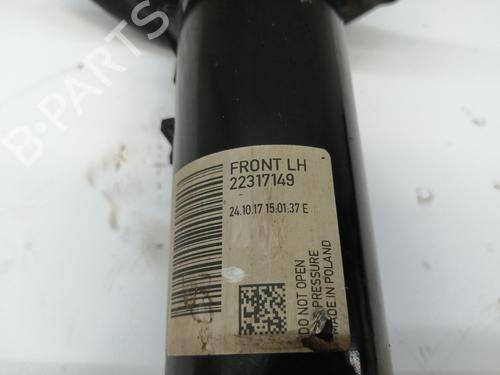 B-PARTS
FRONT LH
22317149
24.10.17 15:01:37 E
DO NOT OPEN
PRESSURE
MADE IN POLAND